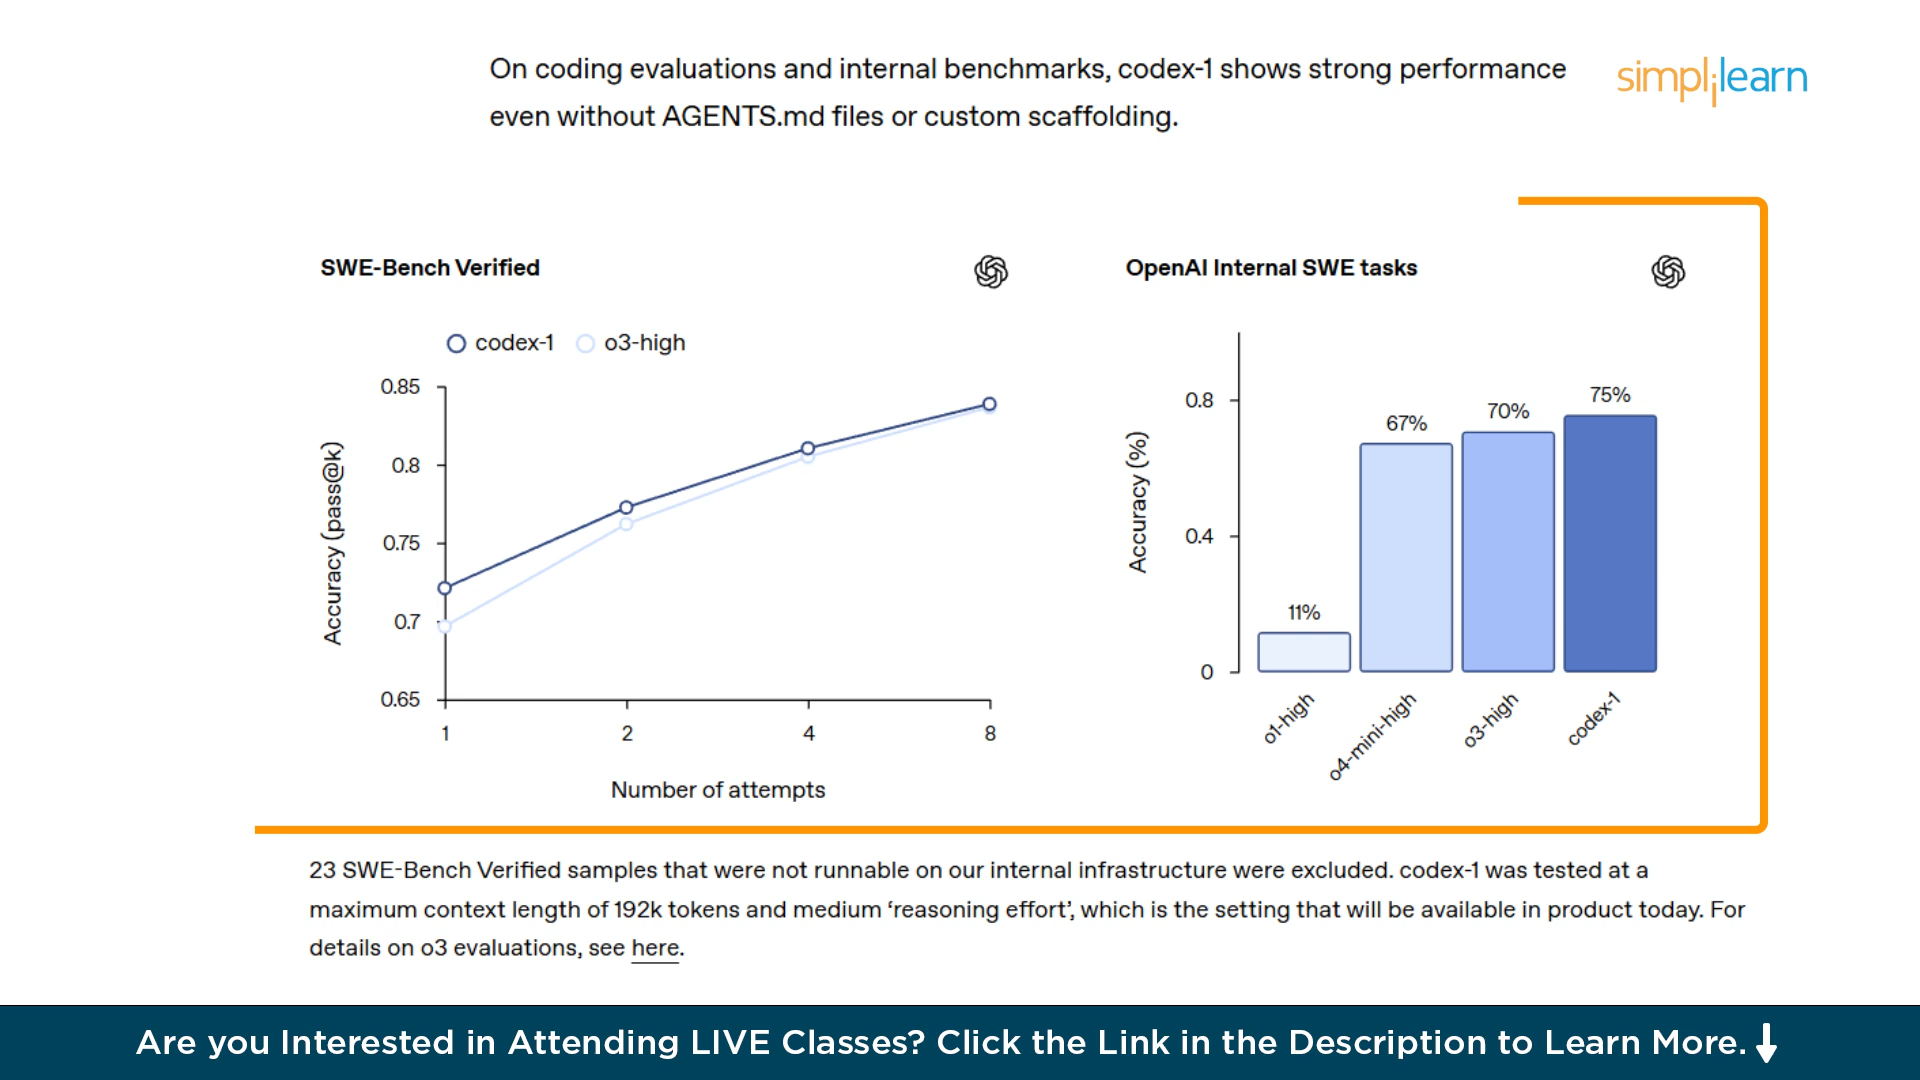 On coding evaluations and internal benchmarks, codex-1 shows strong performance
even without AGENTS.md files or custom scaffolding.
simplilearn
SWE-Bench Verified
codex-1
o3-high
Accuracy (pass@k)
0.85
0.8
0.75
0.7
0.65
1
2
4
8
Number of attempts
OpenAI Internal SWE tasks
Accuracy (%)
0.8
0.4
0
11%
67%
70%
75%
o1-high
o4-mini-high
o3-high
codex-1
23 SWE-Bench Verified samples that were not runnable on our internal infrastructure were excluded. codex-1 was tested at a
maximum context length of 192k tokens and medium ‘reasoning effort’, which is the setting that will be available in product today. For
details on o3 evaluations, see here.
Are you Interested in Attending LIVE Classes? Click the Link in the Description to Learn More.